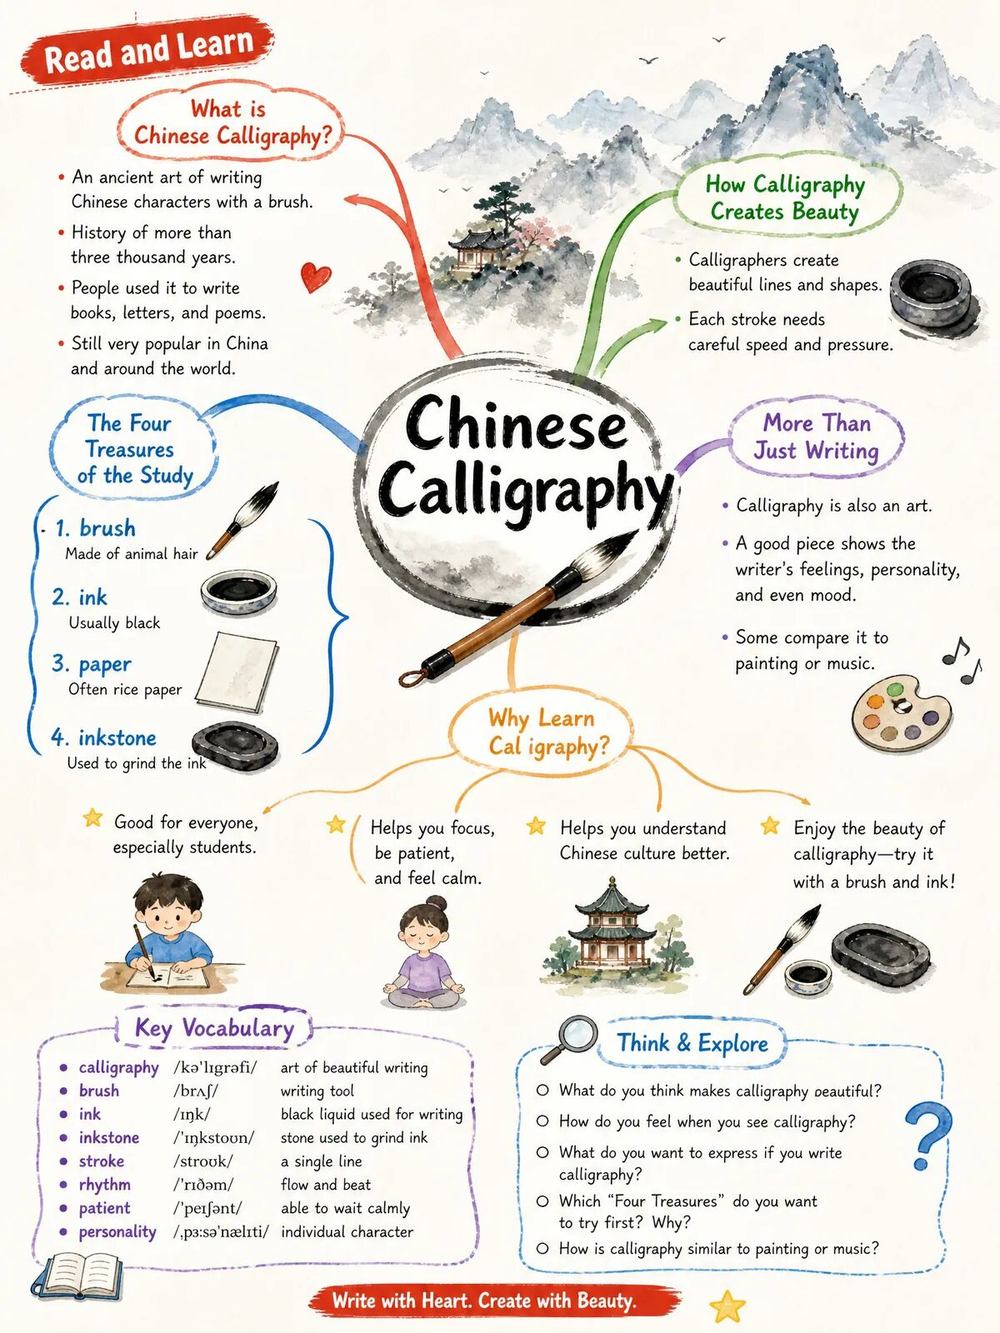 Read and Learn
What is
Chinese Calligraphy?
• An ancient art of writing
Chinese characters with a brush.
• History of more than
three thousand years.
• People used it to write
books, letters, and poems.
• Still very popular in China
and around the world.
How Calligraphy
Creates Beauty
• Calligraphers create
beautiful lines and shapes.
• Each stroke needs
careful speed and pressure.
Chinese
Calligraphy
The Four
Treasures
of the Study
1. brush
Made of animal hair
2. ink
Usually black
3. paper
Often rice paper
4. inkstone
Used to grind the ink
More Than
Just Writing
• Calligraphy is also an art.
• A good piece shows the
writer's feelings, personality,
and even mood.
• Some compare it to
painting or music.
Why Learn
Cal igraphy?
Good for everyone,
especially students.
Helps you focus,
be patient,
and feel calm.
Helps you understand
Chinese culture better.
Enjoy the beauty of
calligraphy—try it
with a brush and ink!
Key Vocabulary
• calligraphy /kə'lɪgrəfi/ art of beautiful writing
• brush /brʌʃ/ writing tool
• ink /ɪŋk/ black liquid used for writing
• inkstone /'ɪŋkstoʊn/ stone used to grind ink
• stroke /stroʊk/ a single line
• rhythm /'rɪðəm/ flow and beat
• patient /'peɪʃənt/ able to wait calmly
• personality /ˌpɜːsə'nælɪti/ individual character
Think & Explore
What do you think makes calligraphy beautiful?
How do you feel when you see calligraphy?
What do you want to express if you write
calligraphy?
Which “Four Treasures” do you want
to try first? Why?
How is calligraphy similar to painting or music?
?
Write with Heart. Create with Beauty.